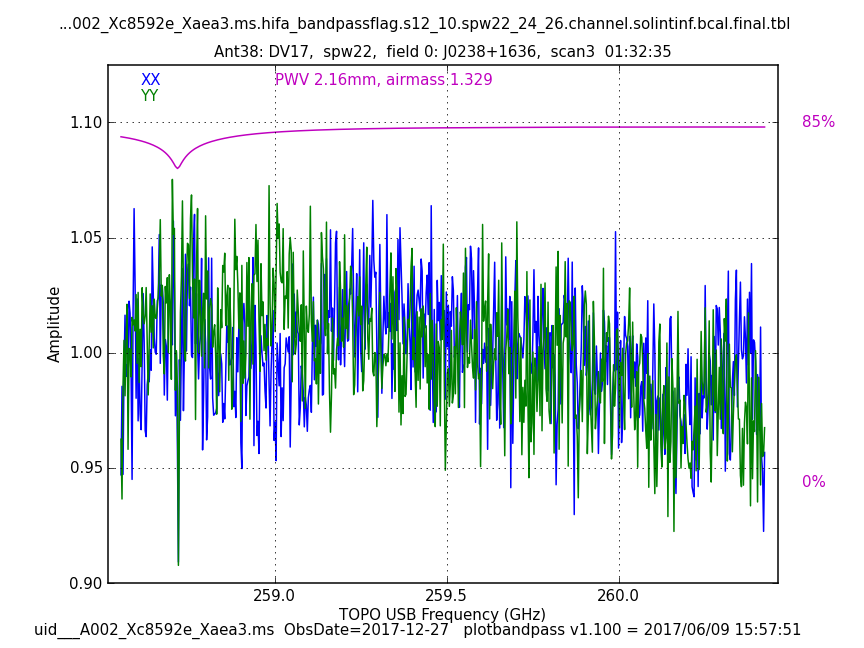 ...002_Xc8592e_Xaea3.ms.hifa_bandpassflag.s12_10.spw22_24_26.channel.solintinf.bcal.final.tbl
Ant38: DV17,  spw22,  field 0: J0238+1636,  scan3  01:32:35
XX
PWV 2.16mm, airmass 1.329
YY
1.10
85%
1.05
Amplitude
1.00
0.95
0%
0.90
259.0
259.5
260.0
TOPO USB Frequency (GHz)
uid___A002_Xc8592e_Xaea3.ms  ObsDate=2017-12-27   plotbandpass v1.100 = 2017/06/09 15:57:51